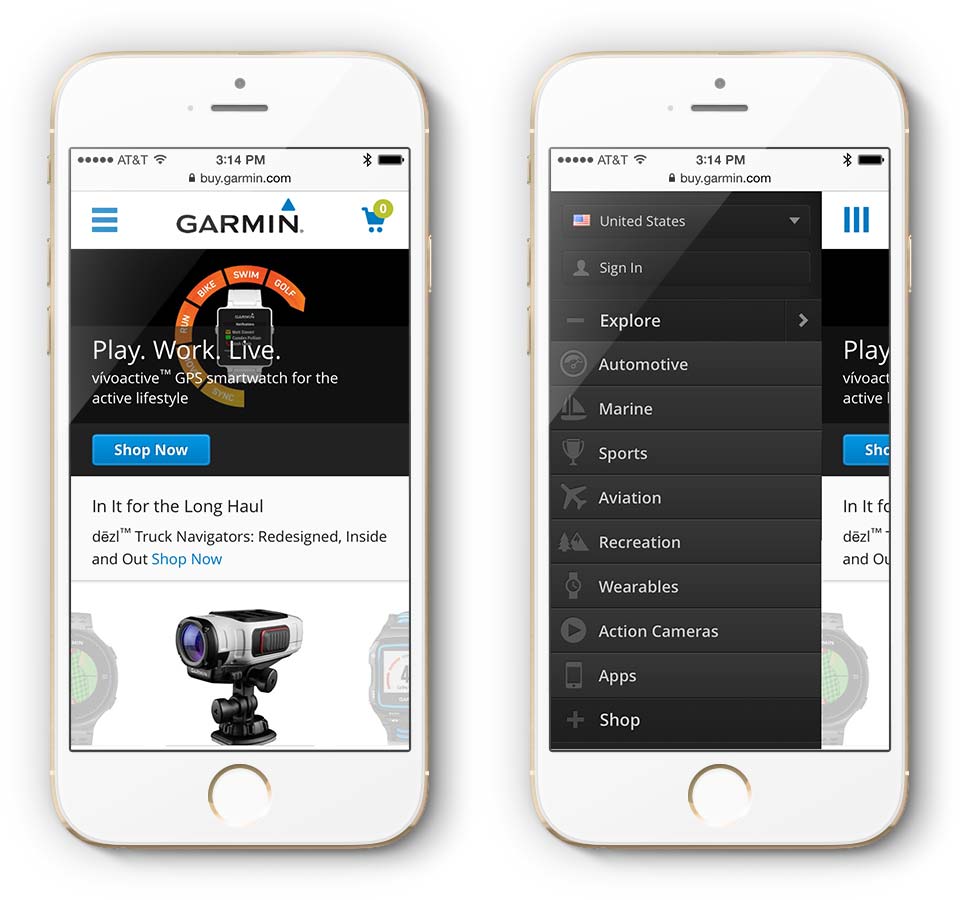 AT&T 3:14 PM
buy.garmin.com
GARMIN
0
RUN BIKE SWIM GOLF
GARMIN
Play. Work. Live.
vívoactive™ GPS smartwatch for the
active lifestyle
SYNC
Shop Now
In It for the Long Haul
dēzl™ Truck Navigators: Redesigned, Inside
and Out Shop Now
GARMIN
AT&T 3:14 PM
buy.garmin.com
United States
Sign In
Explore
Automotive
Marine
Sports
Aviation
Recreation
Wearables
Action Cameras
Apps
Shop
Play
vívoact
active l
Sho
In It fo
dēzl™ T
and Ou
GARMIN